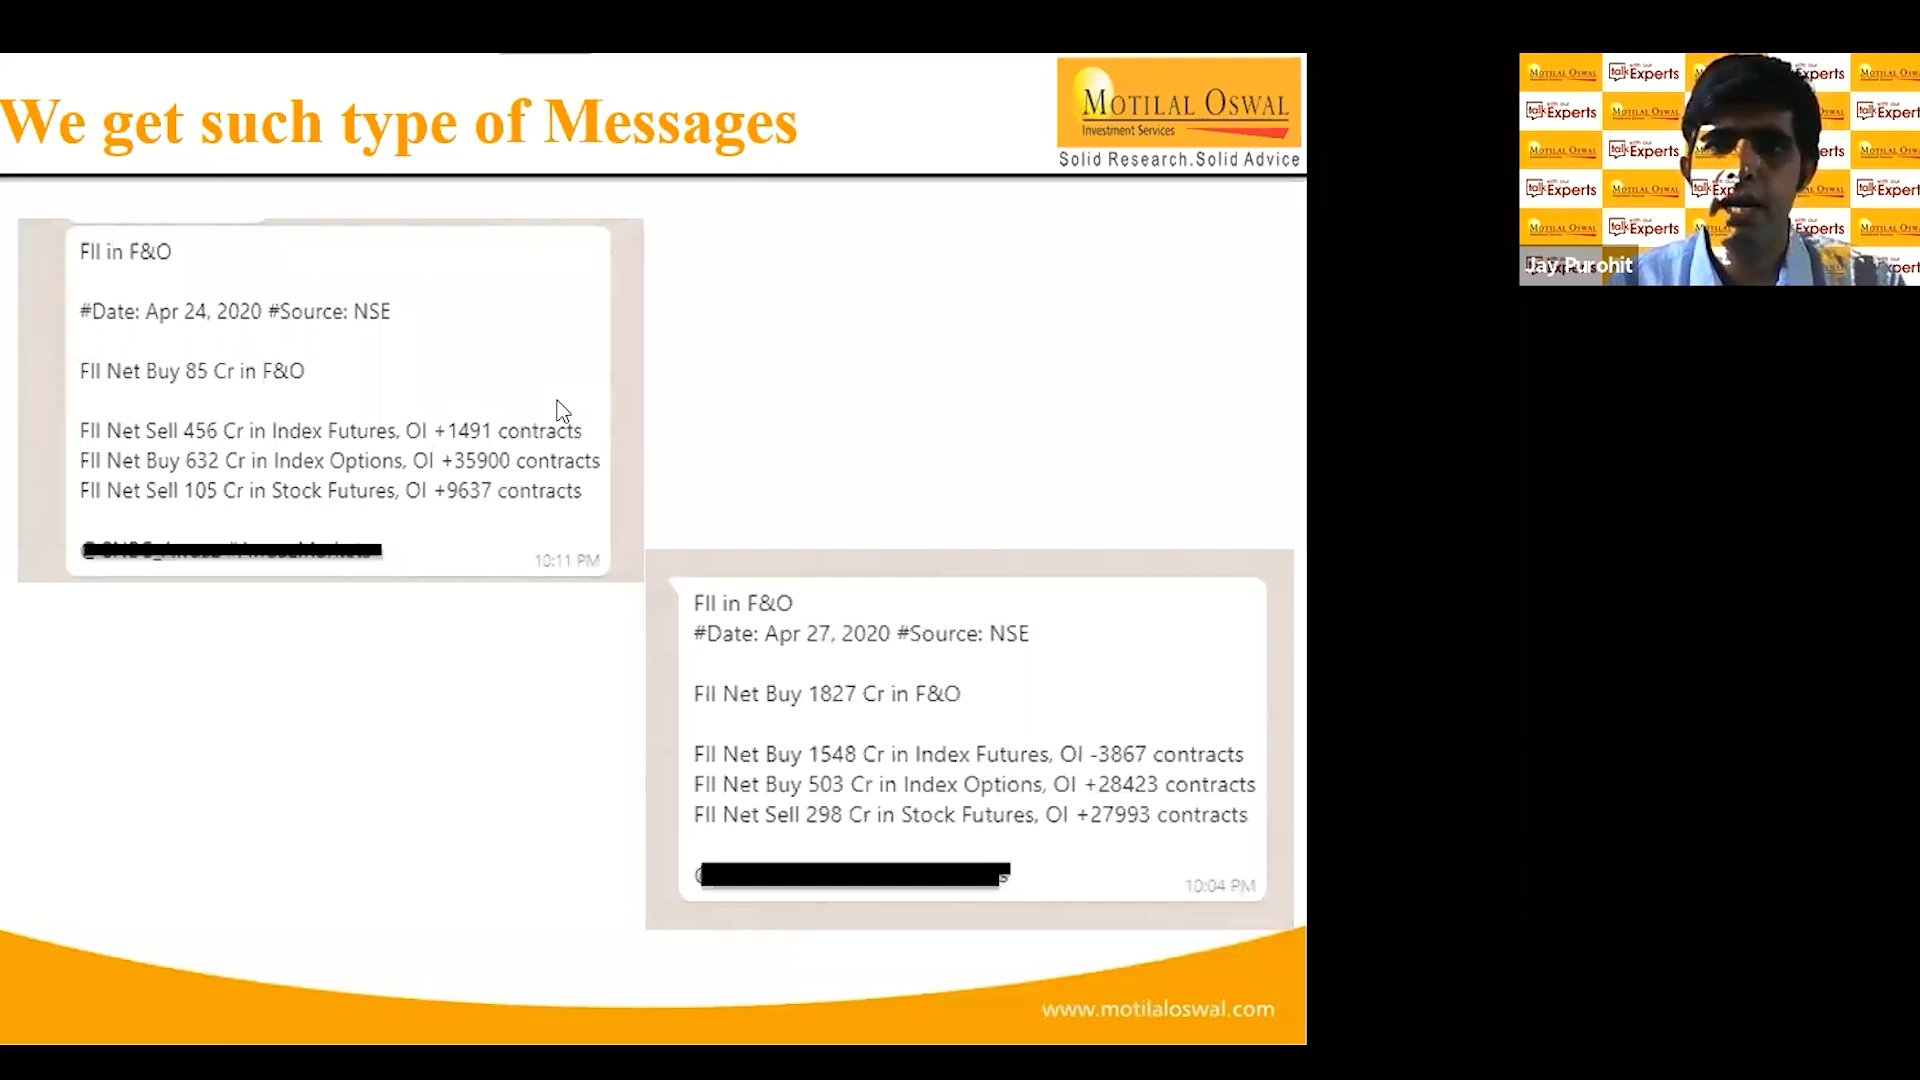 We get such type of Messages
MOTILAL OSWAL
Investment Services
Solid Research.Solid Advice
FII in F&O
#Date: Apr 24, 2020 #Source: NSE
FII Net Buy 85 Cr in F&O
FII Net Sell 456 Cr in Index Futures, OI +1491 contracts
FII Net Buy 632 Cr in Index Options, OI +35900 contracts
FII Net Sell 105 Cr in Stock Futures, OI +9637 contracts
10:11 PM
FII in F&O
#Date: Apr 27, 2020 #Source: NSE
FII Net Buy 1827 Cr in F&O
FII Net Buy 1548 Cr in Index Futures, OI -3867 contracts
FII Net Buy 503 Cr in Index Options, OI +28423 contracts
FII Net Sell 298 Cr in Stock Futures, OI +27993 contracts
10:04 PM
www.motilaloswal.com
MOTILAL OSWAL talk with our Experts
Jay Purohit